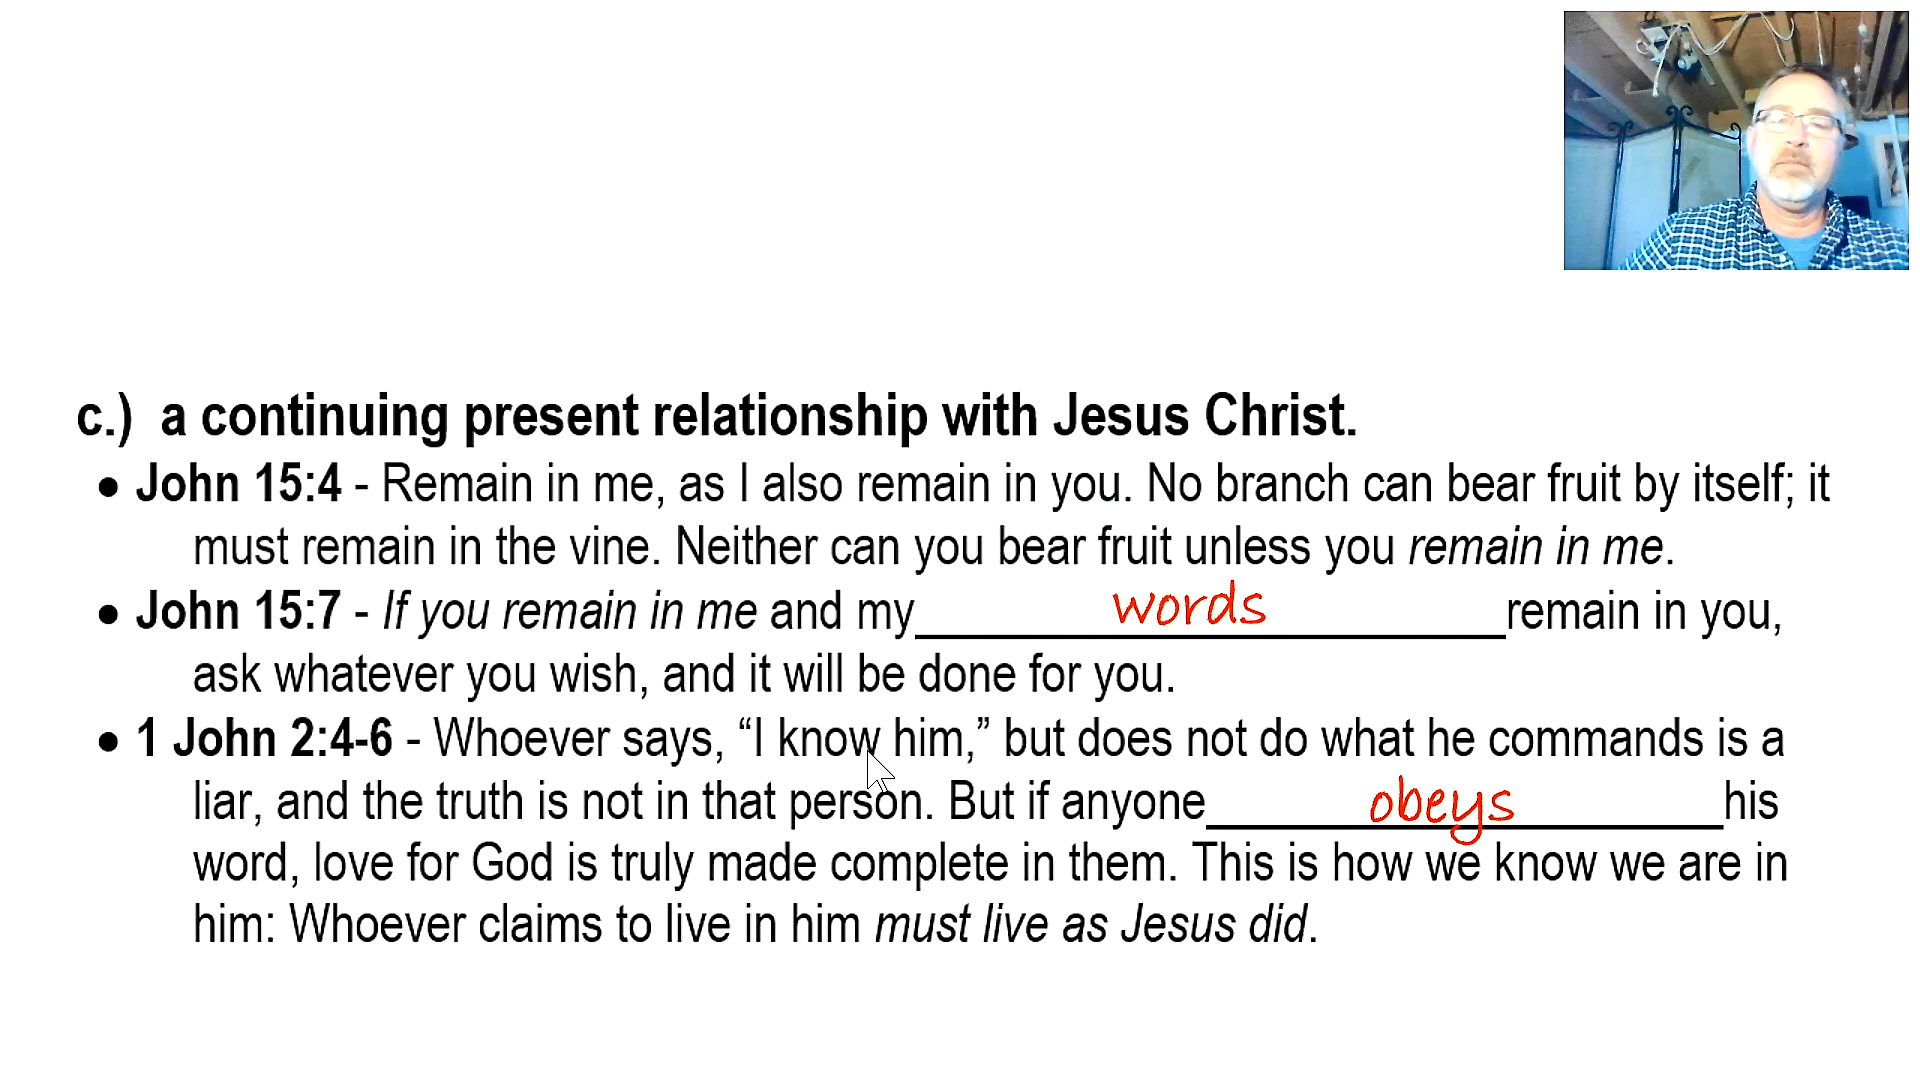 c.) a continuing present relationship with Jesus Christ.
● John 15:4 - Remain in me, as I also remain in you. No branch can bear fruit by itself; it
must remain in the vine. Neither can you bear fruit unless you remain in me.
● John 15:7 - If you remain in me and my words remain in you,
ask whatever you wish, and it will be done for you.
● 1 John 2:4-6 - Whoever says, “I know him,” but does not do what he commands is a
liar, and the truth is not in that person. But if anyone obeys his
word, love for God is truly made complete in them. This is how we know we are in
him: Whoever claims to live in him must live as Jesus did.